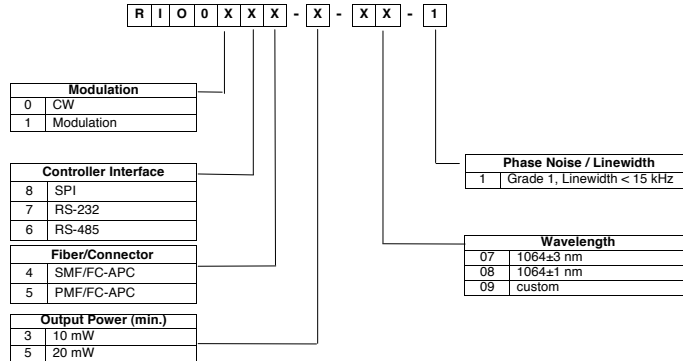 R I O 0 X X X - X - X X - 1
Modulation
0 CW
1 Modulation
Controller Interface
8 SPI
7 RS-232
6 RS-485
Fiber/Connector
4 SMF/FC-APC
5 PMF/FC-APC
Output Power (min.)
3 10 mW
5 20 mW
Phase Noise / Linewidth
1 Grade 1, Linewidth < 15 kHz
Wavelength
07 1064±3 nm
08 1064±1 nm
09 custom